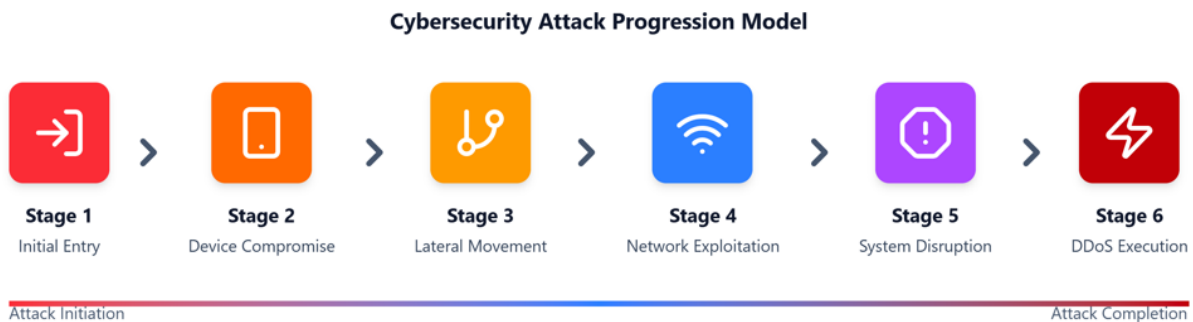 Cybersecurity Attack Progression Model
Stage 1
Initial Entry
Stage 2
Device Compromise
Stage 3
Lateral Movement
Stage 4
Network Exploitation
Stage 5
System Disruption
Stage 6
DDoS Execution
Attack Initiation
Attack Completion